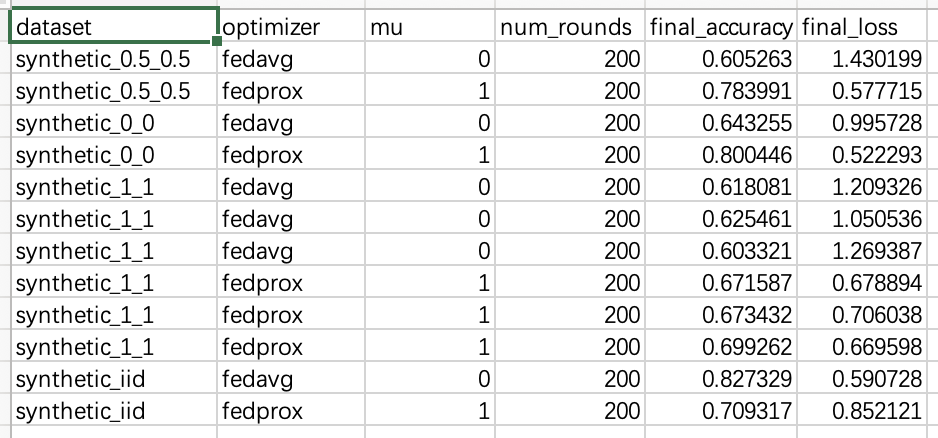 dataset optimizer mu num_rounds final_accuracy final_loss
synthetic_0.5_0.5 fedavg 0 200 0.605263 1.430199
synthetic_0.5_0.5 fedprox 1 200 0.783991 0.577715
synthetic_0_0 fedavg 0 200 0.643255 0.995728
synthetic_0_0 fedprox 1 200 0.800446 0.522293
synthetic_1_1 fedavg 0 200 0.618081 1.209326
synthetic_1_1 fedavg 0 200 0.625461 1.050536
synthetic_1_1 fedavg 0 200 0.603321 1.269387
synthetic_1_1 fedprox 1 200 0.671587 0.678894
synthetic_1_1 fedprox 1 200 0.673432 0.706038
synthetic_1_1 fedprox 1 200 0.699262 0.669598
synthetic_iid fedavg 0 200 0.827329 0.590728
synthetic_iid fedprox 1 200 0.709317 0.852121